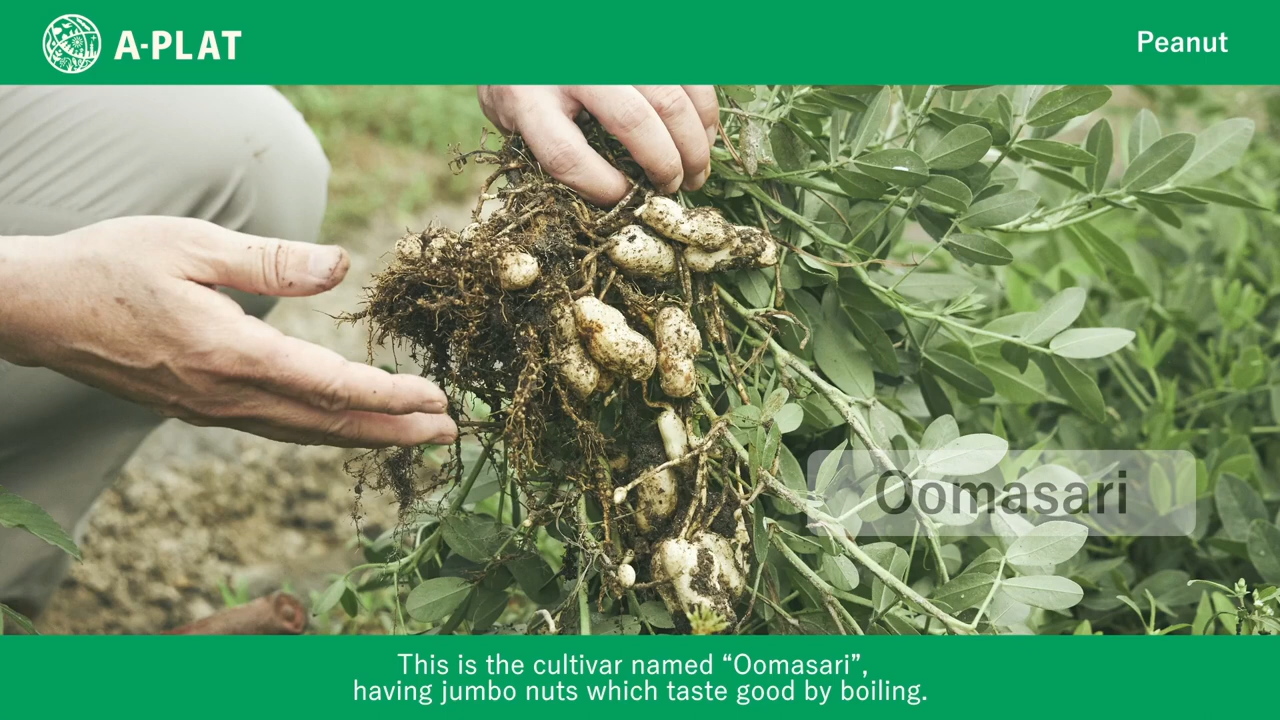 A-PLAT
Peanut
Oomasari
This is the cultivar named “Oomasari”,
having jumbo nuts which taste good by boiling.